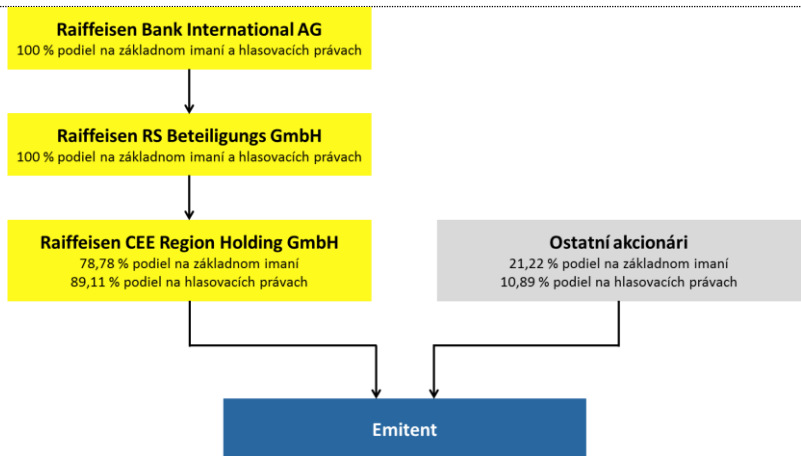 Raiffeisen Bank International AG
100 % podiel na základnom imaní a hlasovacích právach
Raiffeisen RS Beteiligungs GmbH
100 % podiel na základnom imaní a hlasovacích právach
Raiffeisen CEE Region Holding GmbH
78,78 % podiel na základnom imaní
89,11 % podiel na hlasovacích právach
Ostatní akcionári
21,22 % podiel na základnom imaní
10,89 % podiel na hlasovacích právach
Emitent